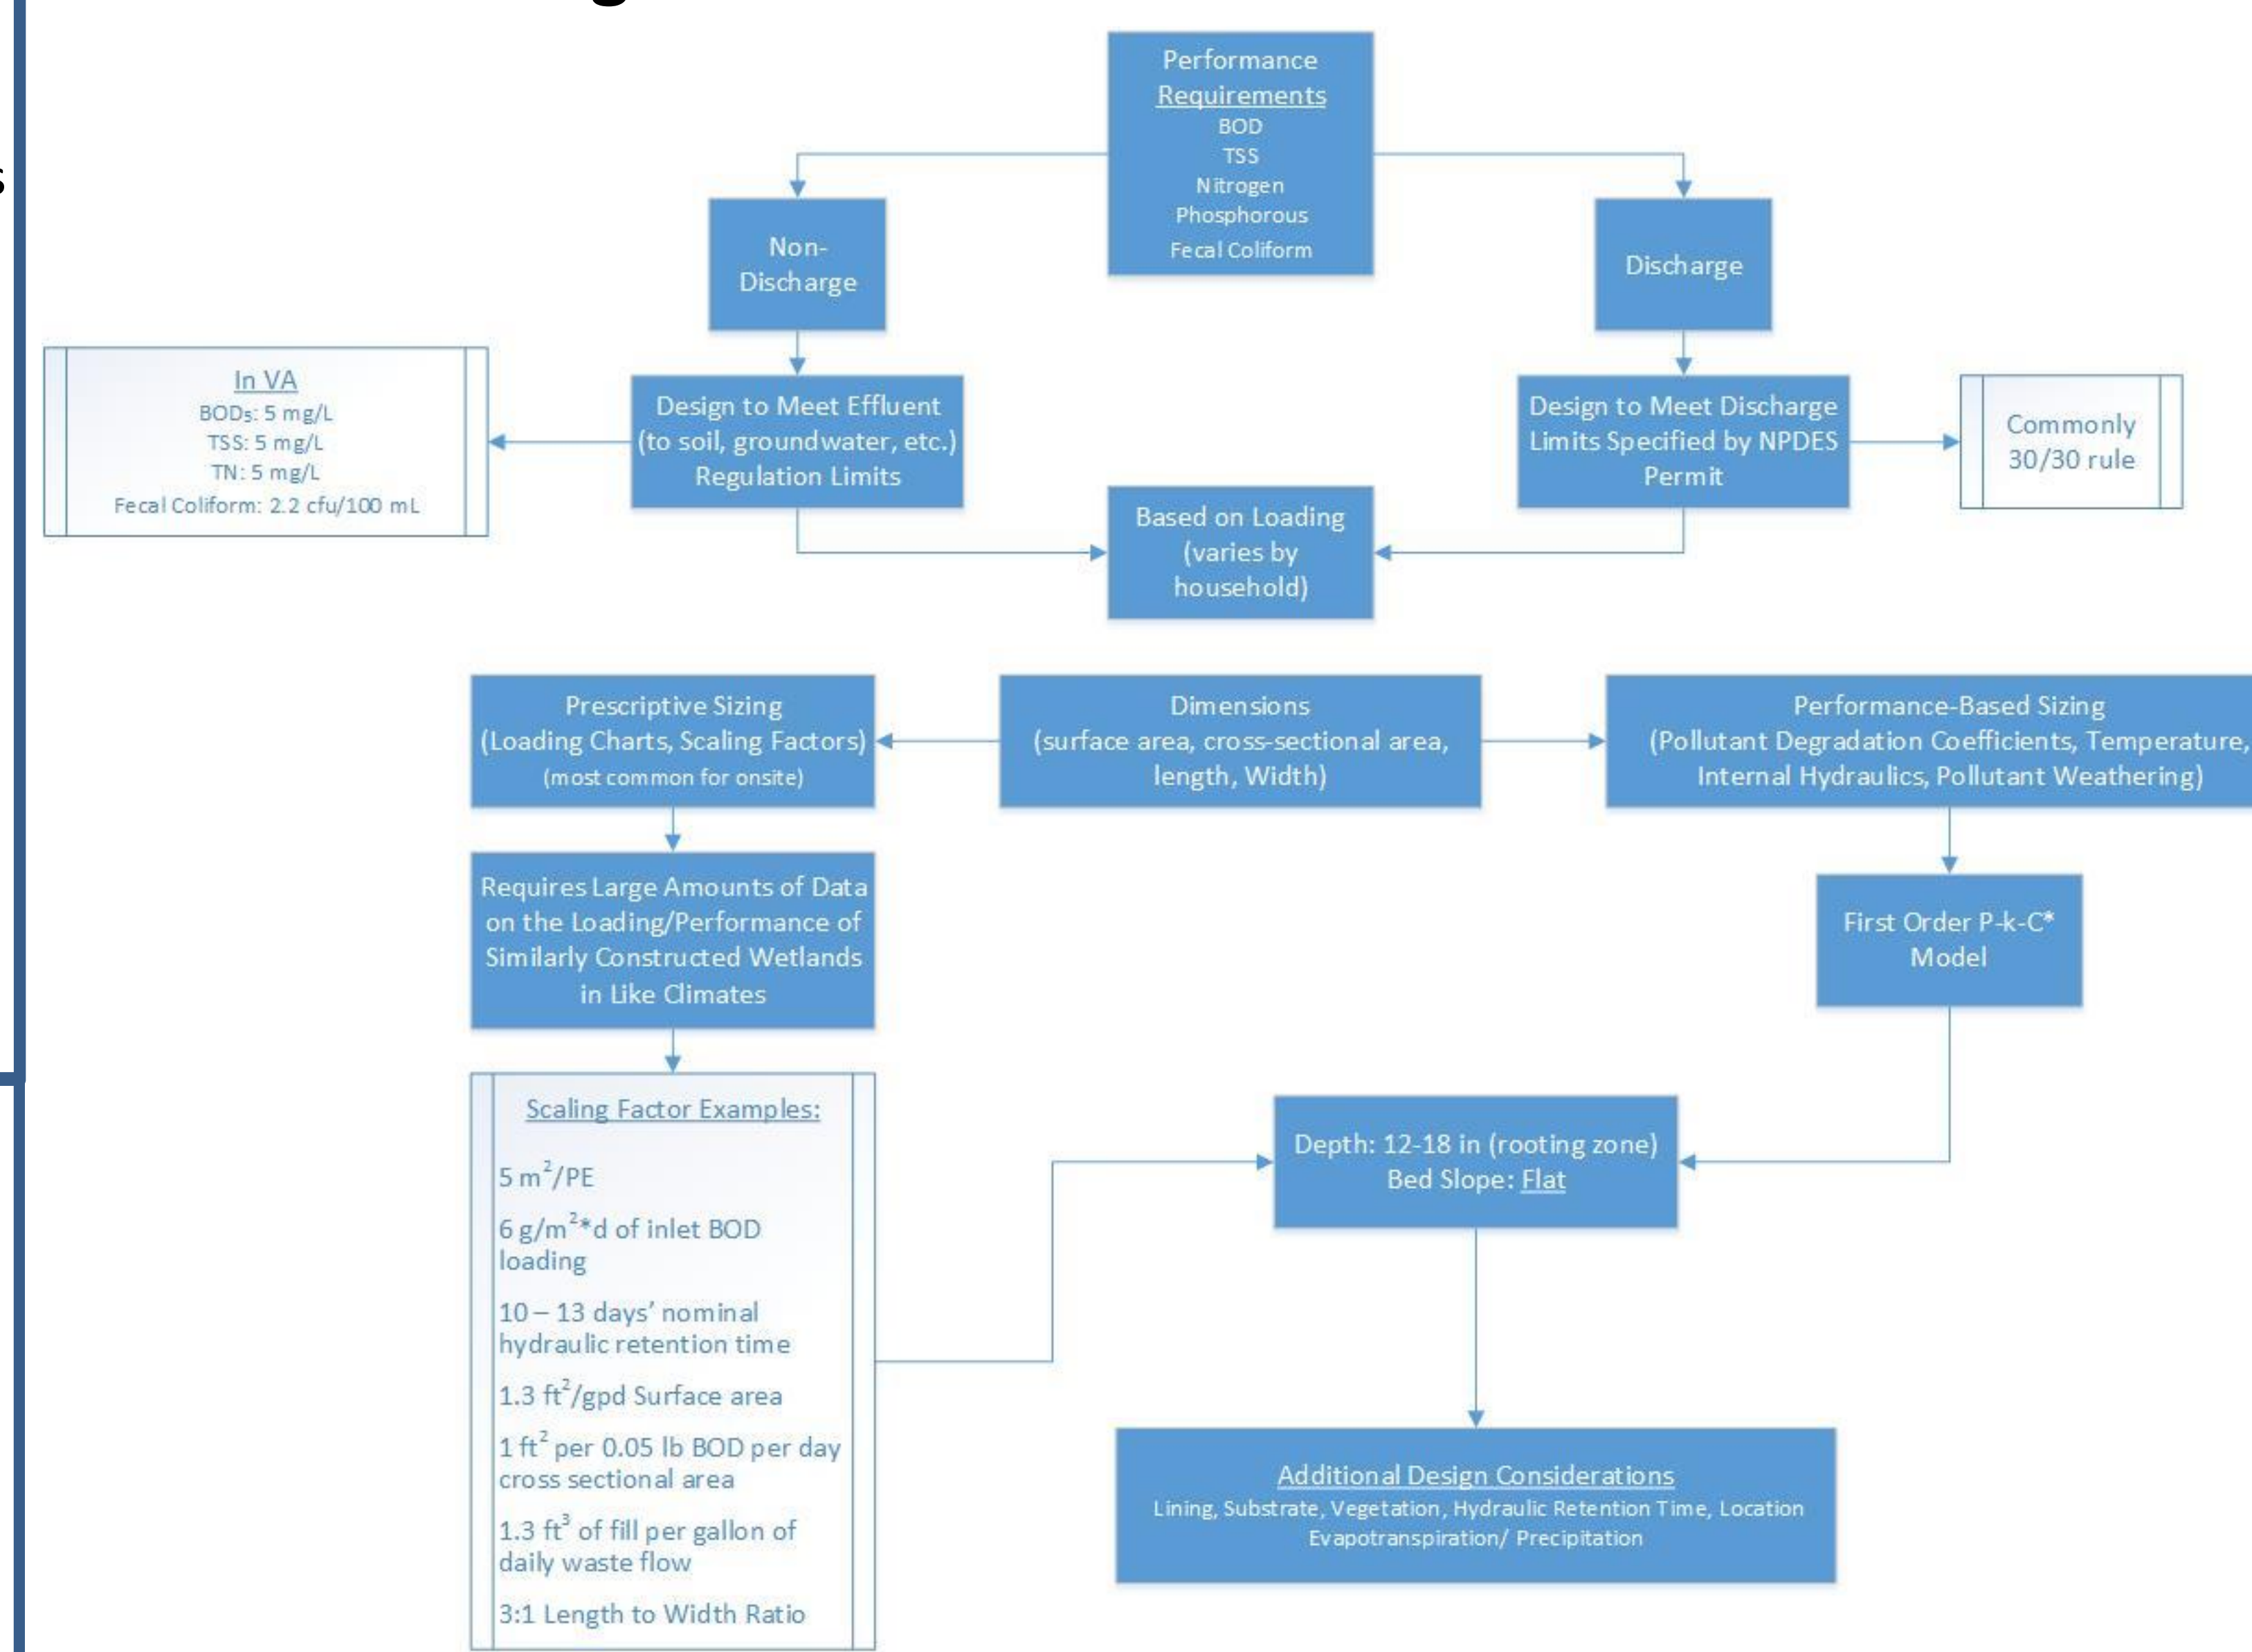 g
s
Performance
Requirements
BOD
TSS
Nitrogen
Phosphorous
Fecal Coliform
Non-
Discharge
Discharge
In VA
BOD₅: 5 mg/L
TSS: 5 mg/L
TN: 5 mg/L
Fecal Coliform: 2.2 cfu/100 mL
Design to Meet Effluent
(to soil, groundwater, etc.)
Regulation Limits
Design to Meet Discharge
Limits Specified by NPDES
Permit
Commonly
30/30 rule
Based on Loading
(varies by
household)
Prescriptive Sizing
(Loading Charts, Scaling Factors)
(most common for onsite)
Dimensions
(surface area, cross-sectional area,
length, Width)
Performance-Based Sizing
(Pollutant Degradation Coefficients, Temperature,
Internal Hydraulics, Pollutant Weathering)
Requires Large Amounts of Data
on the Loading/Performance of
Similarly Constructed Wetlands
in Like Climates
First Order P-k-C*
Model
Scaling Factor Examples:
5 m²/PE
6 g/m²*d of inlet BOD
loading
10 – 13 days’ nominal
hydraulic retention time
1.3 ft²/gpd Surface area
1 ft² per 0.05 lb BOD per day
cross sectional area
1.3 ft³ of fill per gallon of
daily waste flow
3:1 Length to Width Ratio
Depth: 12-18 in (rooting zone)
Bed Slope: Flat
Additional Design Considerations
Lining, Substrate, Vegetation, Hydraulic Retention Time, Location
Evapotranspiration/ Precipitation